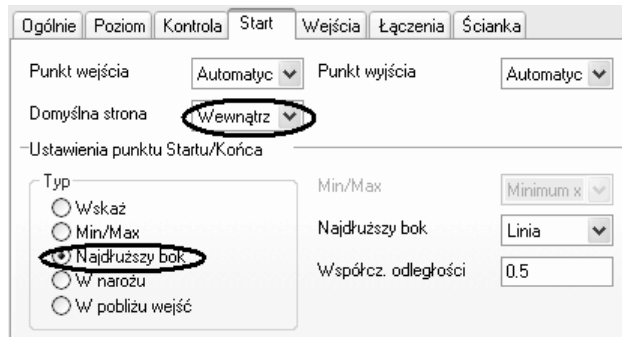 Ogólnie Poziom Kontrola Start Wejścia Łączenia Ścianka
Punkt wejścia Automatyc Punkt wyjścia Automatyc
Domyślna strona Wewnątrz
Ustawienia punktu Startu/Końca
Typ
Min/Max Minimum x
Wskaż
Min/Max
Najdłuższy bok Linia
Najdłuższy bok
Współcz. odległości 0.5
W narożu
W pobliżu wejść